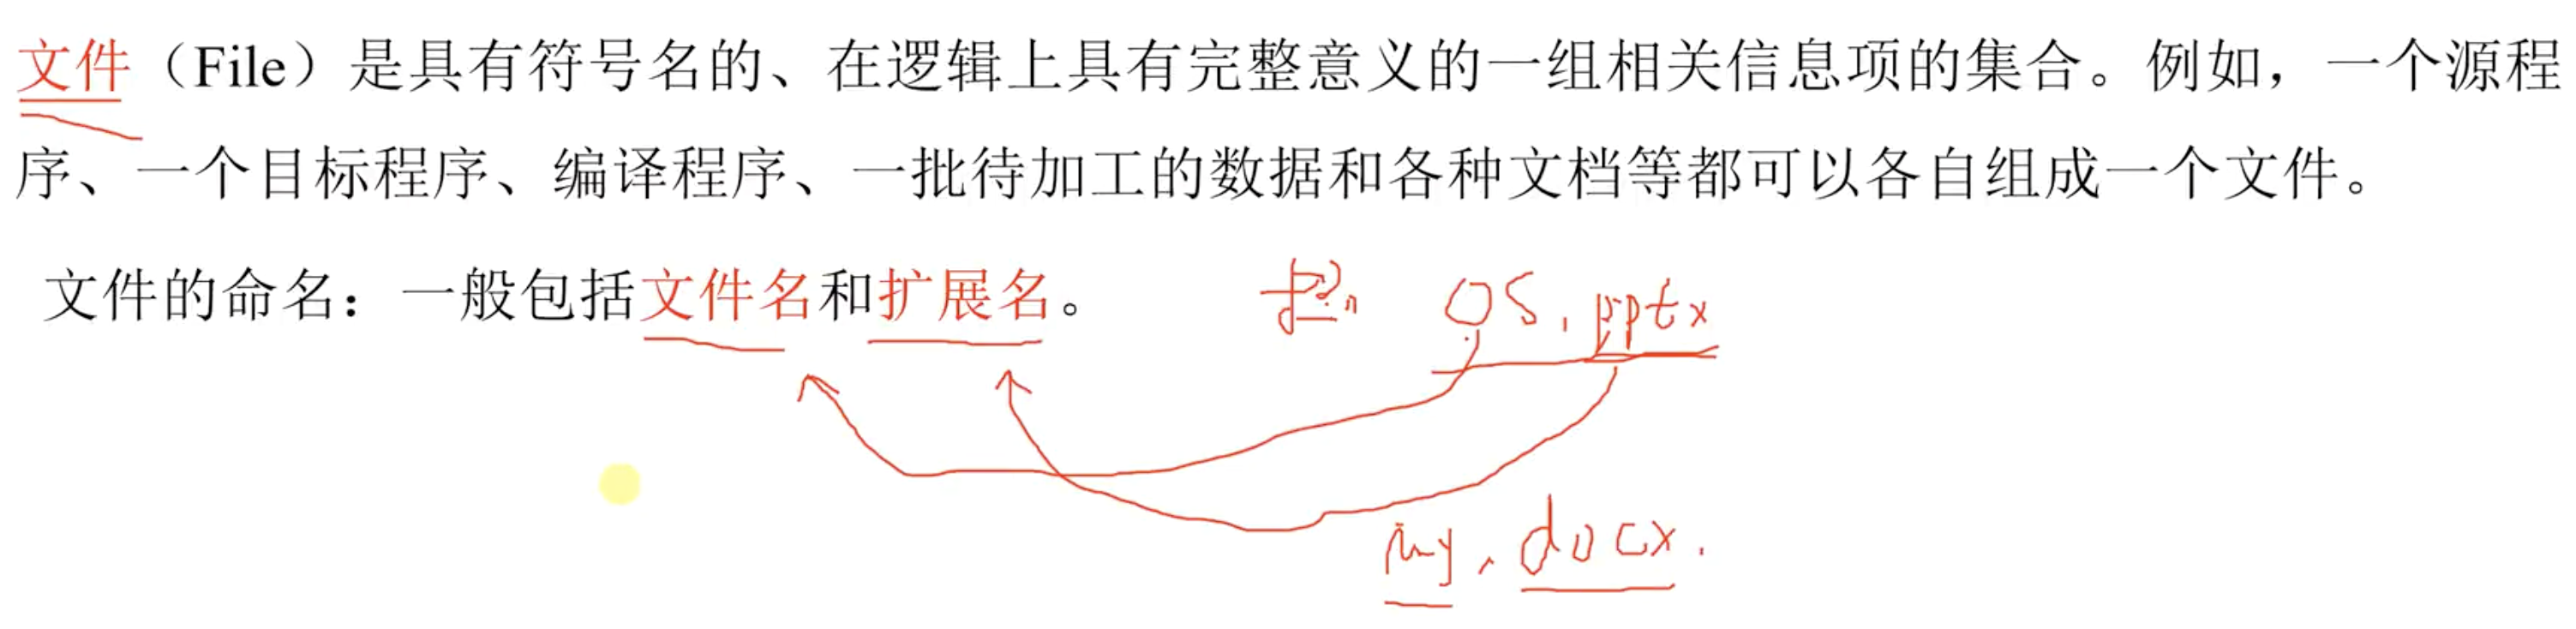 文件（File）是具有符号名的、在逻辑上具有完整意义的一组相关信息项的集合。例如，一个源程
序、一个目标程序、编译程序、一批待加工的数据和各种文档等都可以各自组成一个文件。
文件的命名：一般包括文件名和扩展名。 OS.pptx
my.docx.